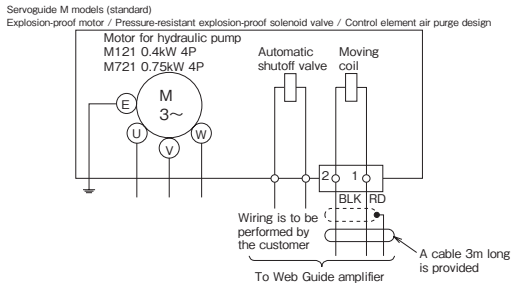 Servoguide M models (standard)
Explosion-proof motor / Pressure-resistant explosion-proof solenoid valve / Control element air purge design
Motor for hydraulic pump
M121 0.4kW 4P
M721 0.75kW 4P
Automatic
shutoff valve
Moving
coil
E
M
3~
U
V
W
2 1
BLK RD
Wiring is to be
performed by
the customer
A cable 3m long
is provided
To Web Guide amplifier